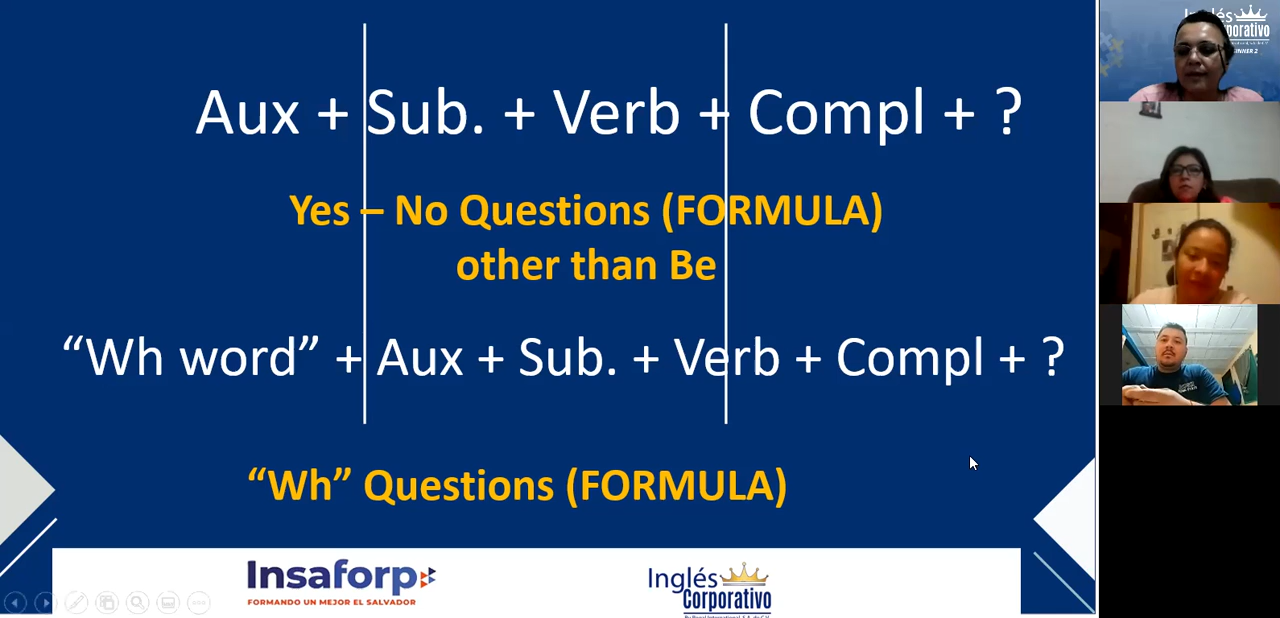 Aux + Sub. + Verb + Compl + ?
Yes – No Questions (FORMULA)
other than Be
“Wh word” + Aux + Sub. + Verb + Compl + ?
“Wh” Questions (FORMULA)
Insaforp
FORMANDO UN MEJOR EL SALVADOR
Inglés
Corporativo